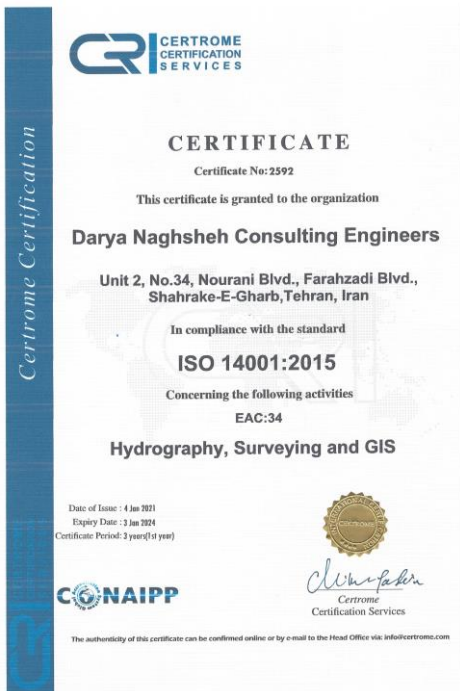 CERTROME
CERTIFICATION
SERVICES
Certrome Certification
CERTIFICATE
Certificate No: 2592
This certificate is granted to the organization
Darya Naghsheh Consulting Engineers
Unit 2, No.34, Nourani Blvd., Farahzadi Blvd.,
Shahrake-E-Gharb,Tehran, Iran
In compliance with the standard
ISO 14001:2015
Concerning the following activities
EAC:34
Hydrography, Surveying and GIS
Date of Issue : 4 Jan 2021
Expiry Date : 3 Jan 2024
Certificate Period: 3 years(1st year)
CERTROME
CONAIPP
Certrome
Certification Services
The authenticity of this certificate can be confirmed online or by e-mail to the Head Office via: info@certrome.com